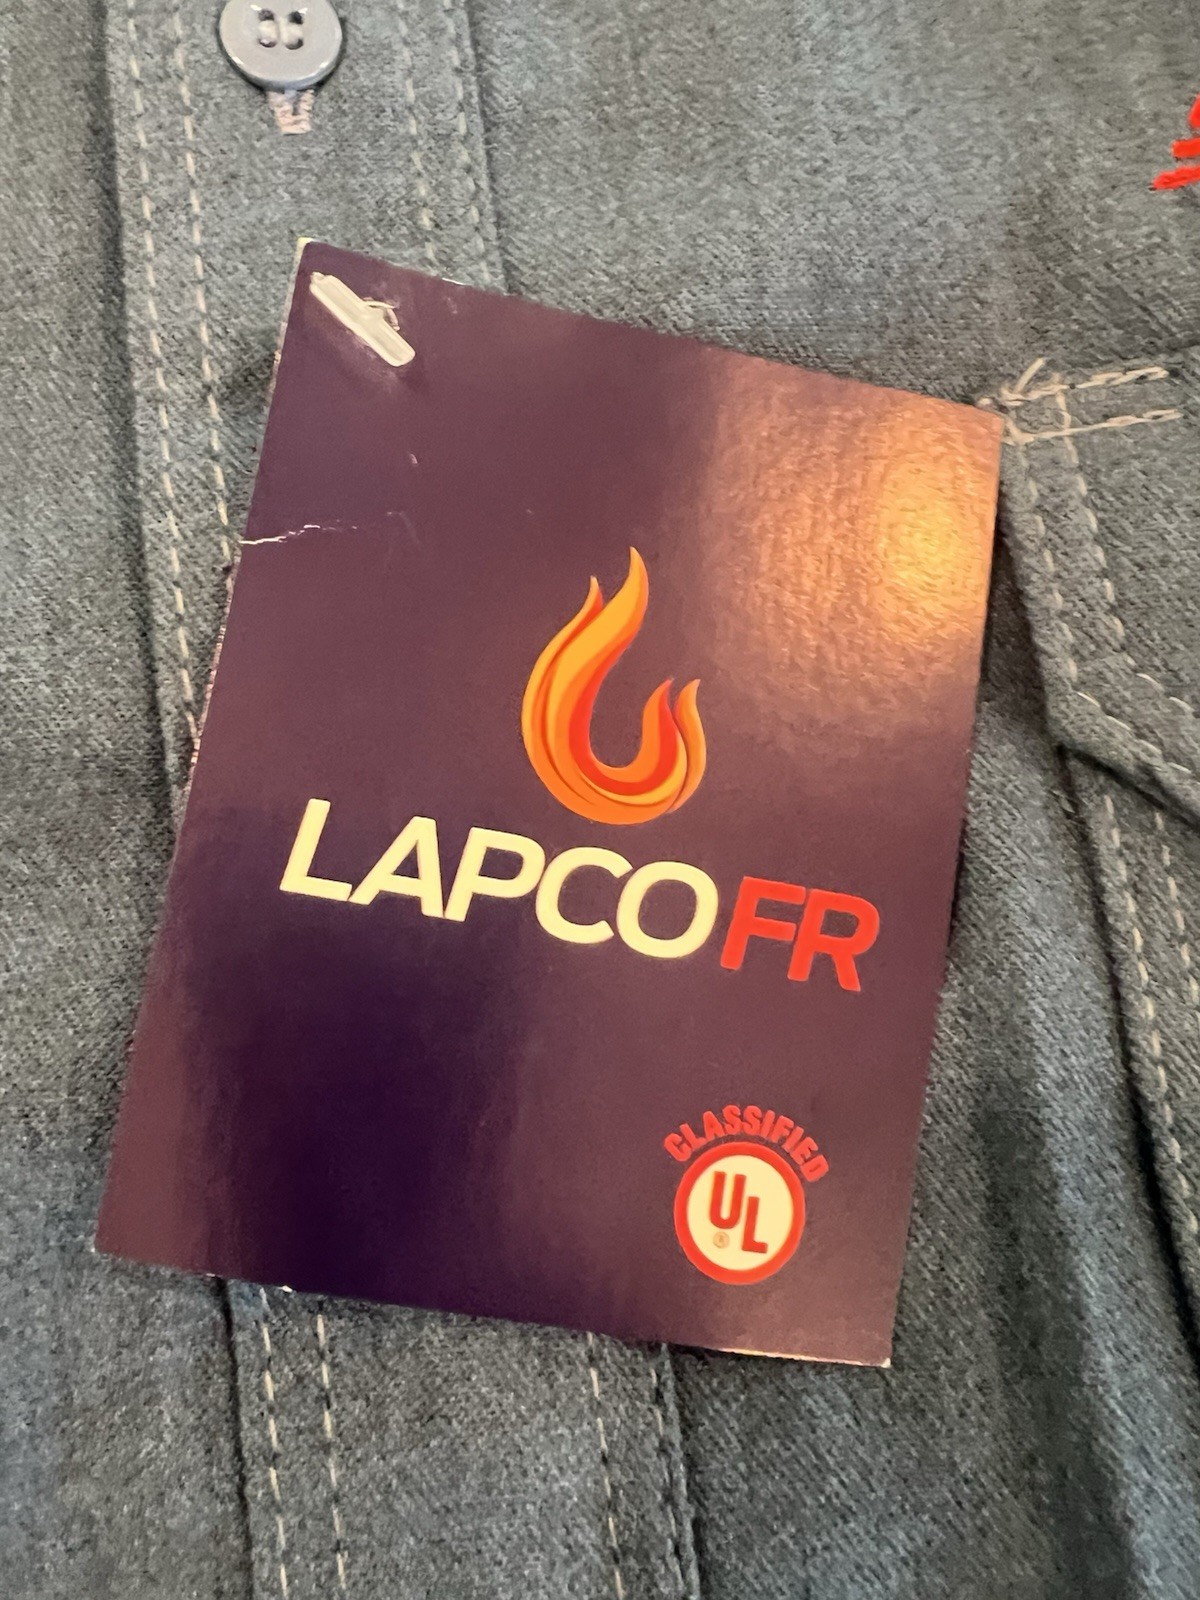 LAPCO FR
CLASSIFIED
UL
®